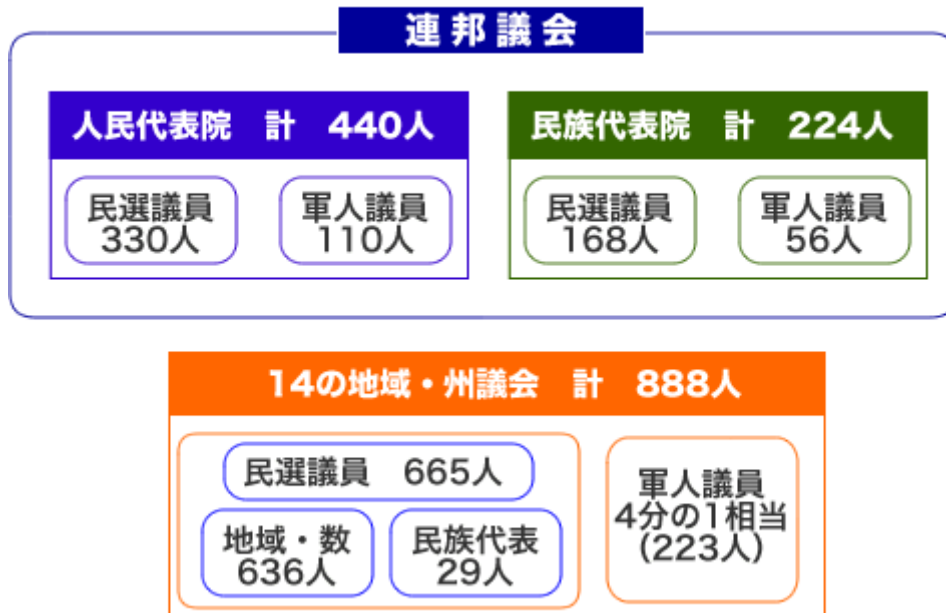 連邦議会
人民代表院　計　440人
民選議員
330人
軍人議員
110人
民族代表院　計　224人
民選議員
168人
軍人議員
56人
14の地域・州議会　計　888人
民選議員　665人
地域・数
636人
民族代表
29人
軍人議員
4分の1相当
(223人)